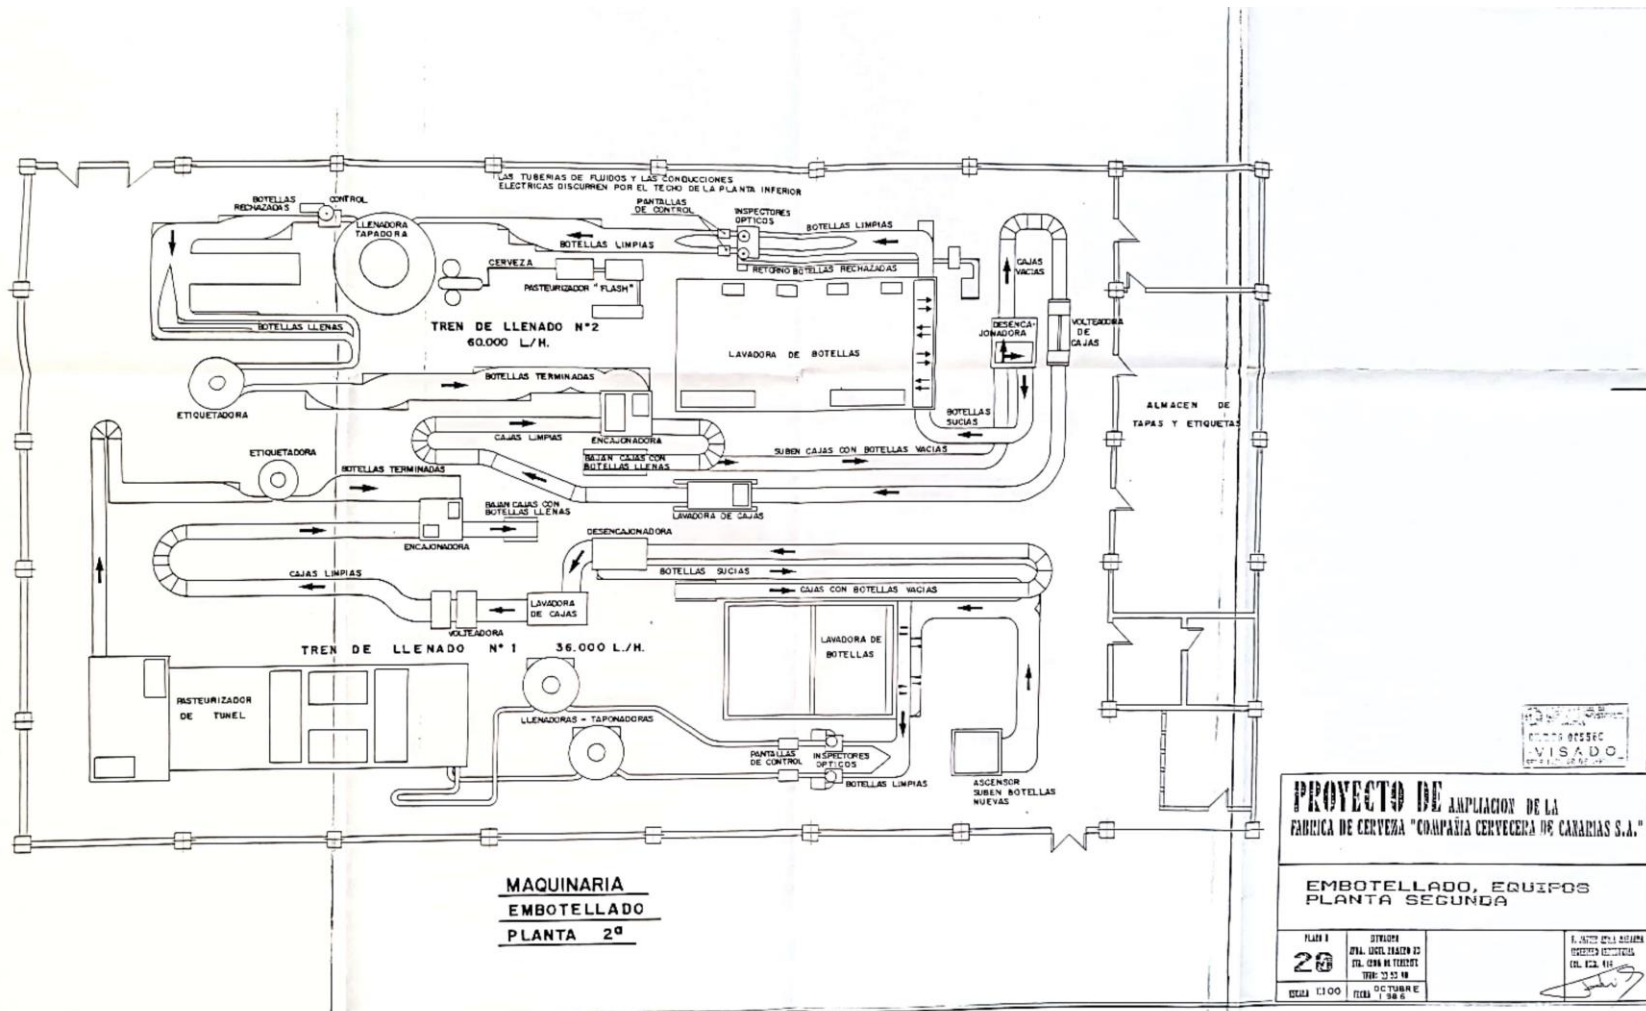 LAS TUBERIAS DE FLUIDOS Y LAS CONDUCCIONES
ELECTRICAS DISCURREN POR EL TECHO DE LA PLANTA INFERIOR
BOTELLAS
RECHAZADAS
CONTROL
LLENADORA
TAPADORA
PANTALLAS
DE CONTROL
INSPECTORES
OPTICOS
BOTELLAS LIMPIAS
BOTELLAS LIMPIAS
RETORNO BOTELLAS RECHAZADAS
CERVEZA
PASTEURIZADOR "FLASH"
CAJAS
VACIAS
BOTELLAS LLENAS
TREN DE LLENADO N°2
60.000 L/H.
LAVADORA DE BOTELLAS
DESENCA-
JONADORA
VOLTEADORA
DE
CAJAS
BOTELLAS TERMINADAS
ETIQUETADORA
BOTELLAS
SUCIAS
ALMACEN DE
TAPAS Y ETIQUETAS
CAJAS LIMPIAS
ENCAJONADORA
BAJAN CAJAS CON
BOTELLAS LLENAS
SUBEN CAJAS CON BOTELLAS VACIAS
ETIQUETADORA
BOTELLAS TERMINADAS
LAVADORA DE CAJAS
BAJAN CAJAS CON
BOTELLAS LLENAS
ENCAJONADORA
DESENCAJONADORA
CAJAS LIMPIAS
BOTELLAS SUCIAS
CAJAS CON BOTELLAS VACIAS
LAVADORA
DE CAJAS
VOLTEADORA
TREN DE LLENADO N° 1 36.000 L./H.
LAVADORA DE
BOTELLAS
PASTEURIZADOR
DE TUNEL
LLENADORAS - TAPONADORAS
PANTALLAS
DE CONTROL
INSPECTORES
OPTICOS
BOTELLAS LIMPIAS
ASCENSOR
SUBEN BOTELLAS
NUEVAS
MAQUINARIA
EMBOTELLADO
PLANTA 2ª
VISADO
PROYECTO DE AMPLIACION DE LA
FABRICA DE CERVEZA "COMPAÑIA CERVECERA DE CANARIAS S.A."
EMBOTELLADO, EQUIPOS
PLANTA SEGUNDA
PLANO
SITUACION
ESCALA 1:100
FECHA OCTUBRE
1986